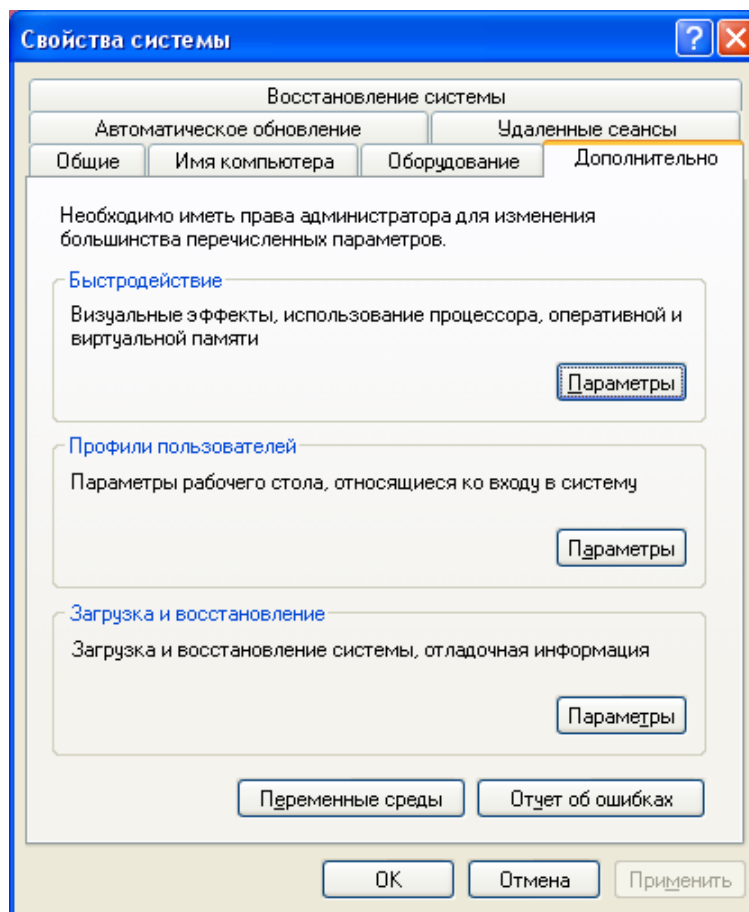 Свойства системы
Восстановление системы
Автоматическое обновление
Удаленные сеансы
Общие
Имя компьютера
Оборудование
Дополнительно
Необходимо иметь права администратора для изменения
большинства перечисленных параметров.
Быстродействие
Визуальные эффекты, использование процессора, оперативной и
виртуальной памяти
Параметры
Профили пользователей
Параметры рабочего стола, относящиеся ко входу в систему
Параметры
Загрузка и восстановление
Загрузка и восстановление системы, отладочная информация
Параметры
Переменные среды
Отчет об ошибках
ОК
Отмена
Применить